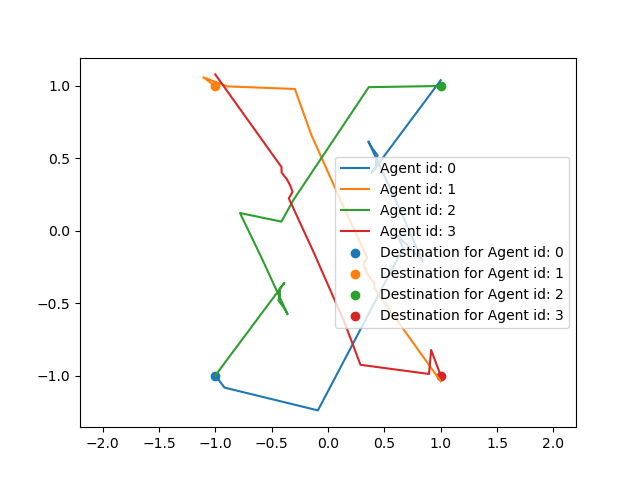 1.0
0.5
0.0
−0.5
−1.0
Agent id: 0
Agent id: 1
Agent id: 2
Agent id: 3
Destination for Agent id: 0
Destination for Agent id: 1
Destination for Agent id: 2
Destination for Agent id: 3
−2.0 −1.5 −1.0 −0.5 0.0 0.5 1.0 1.5 2.0